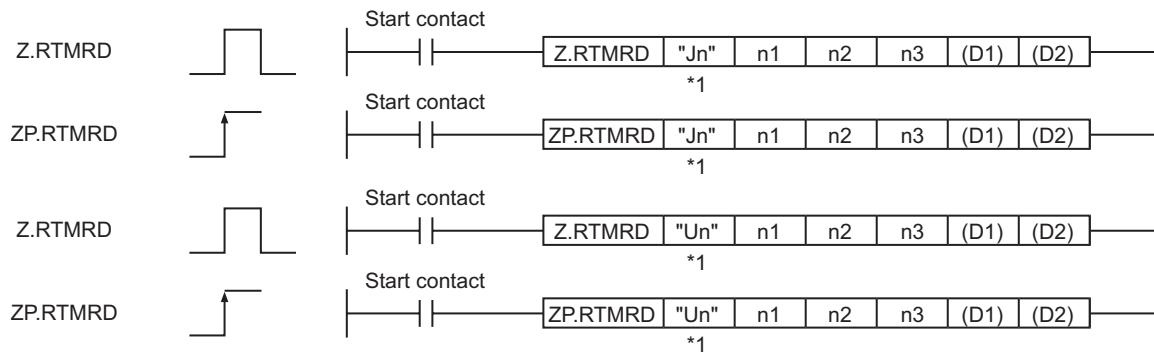 Start contact
Z.RTMRD Z.RTMRD "Jn" n1 n2 n3 (D1) (D2)
*1
Start contact
ZP.RTMRD ZP.RTMRD "Jn" n1 n2 n3 (D1) (D2)
*1
Start contact
Z.RTMRD Z.RTMRD "Un" n1 n2 n3 (D1) (D2)
*1
Start contact
ZP.RTMRD ZP.RTMRD "Un" n1 n2 n3 (D1) (D2)
*1